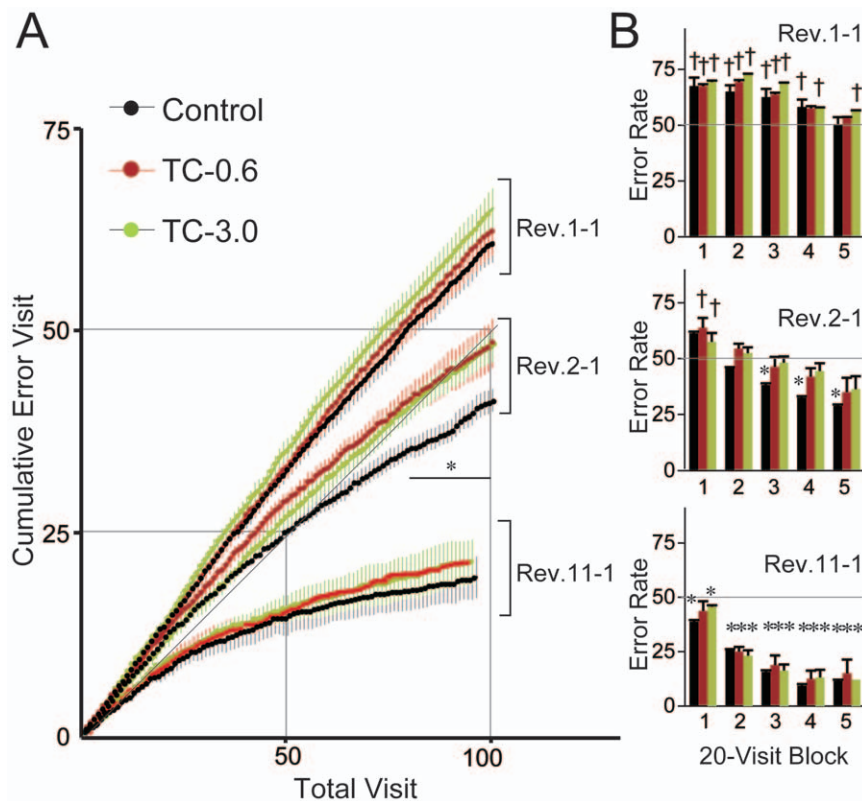 A
Control
TC-0.6
TC-3.0
75
50
25
0
50
100
Cumulative Error Visit
Total Visit
Rev.1-1
Rev.2-1
*
Rev.11-1
B
Rev.1-1
††† ††† ††† † † †
75
50
25
0
Error Rate
1 2 3 4 5
Rev.2-1
† †
* * *
75
50
25
0
Error Rate
1 2 3 4 5
Rev.11-1
* * *** *** *** ***
75
50
25
0
Error Rate
1 2 3 4 5
20-Visit Block